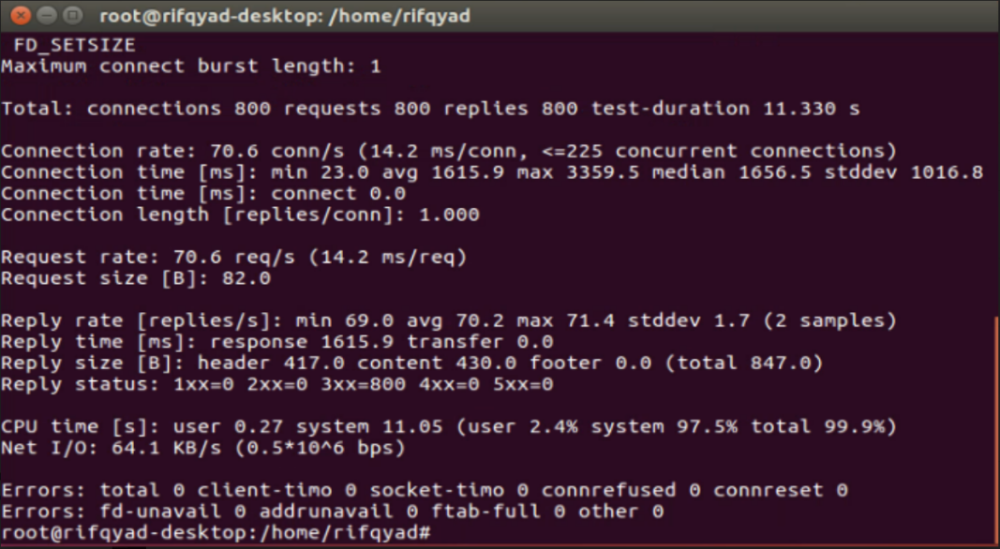 root@rifqyad-desktop: /home/rifqyad
FD_SETSIZE
Maximum connect burst length: 1
Total: connections 800 requests 800 replies 800 test-duration 11.330 s
Connection rate: 70.6 conn/s (14.2 ms/conn, <=225 concurrent connections)
Connection time [ms]: min 23.0 avg 1615.9 max 3359.5 median 1656.5 stddev 1016.8
Connection time [ms]: connect 0.0
Connection length [replies/conn]: 1.000
Request rate: 70.6 req/s (14.2 ms/req)
Request size [B]: 82.0
Reply rate [replies/s]: min 69.0 avg 70.2 max 71.4 stddev 1.7 (2 samples)
Reply time [ms]: response 1615.9 transfer 0.0
Reply size [B]: header 417.0 content 430.0 footer 0.0 (total 847.0)
Reply status: 1xx=0 2xx=0 3xx=800 4xx=0 5xx=0
CPU time [s]: user 0.27 system 11.05 (user 2.4% system 97.5% total 99.9%)
Net I/O: 64.1 KB/s (0.5*10^6 bps)
Errors: total 0 client-timo 0 socket-timo 0 connrefused 0 connreset 0
Errors: fd-unavail 0 addrunavail 0 ftab-full 0 other 0
root@rifqyad-desktop:/home/rifqyad#